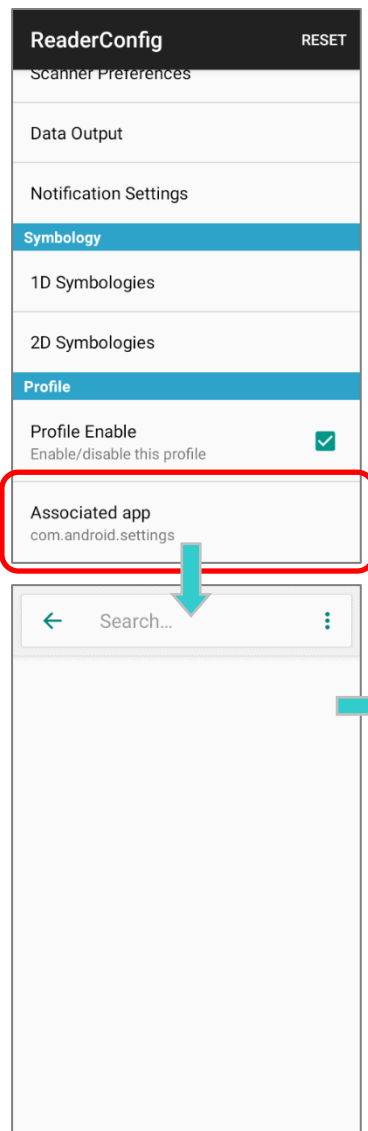 ReaderConfig RESET
Scanner Preferences
Data Output
Notification Settings
Symbology
1D Symbologies
2D Symbologies
Profile
Profile Enable
Enable/disable this profile
Associated app
com.android.settings
Search...